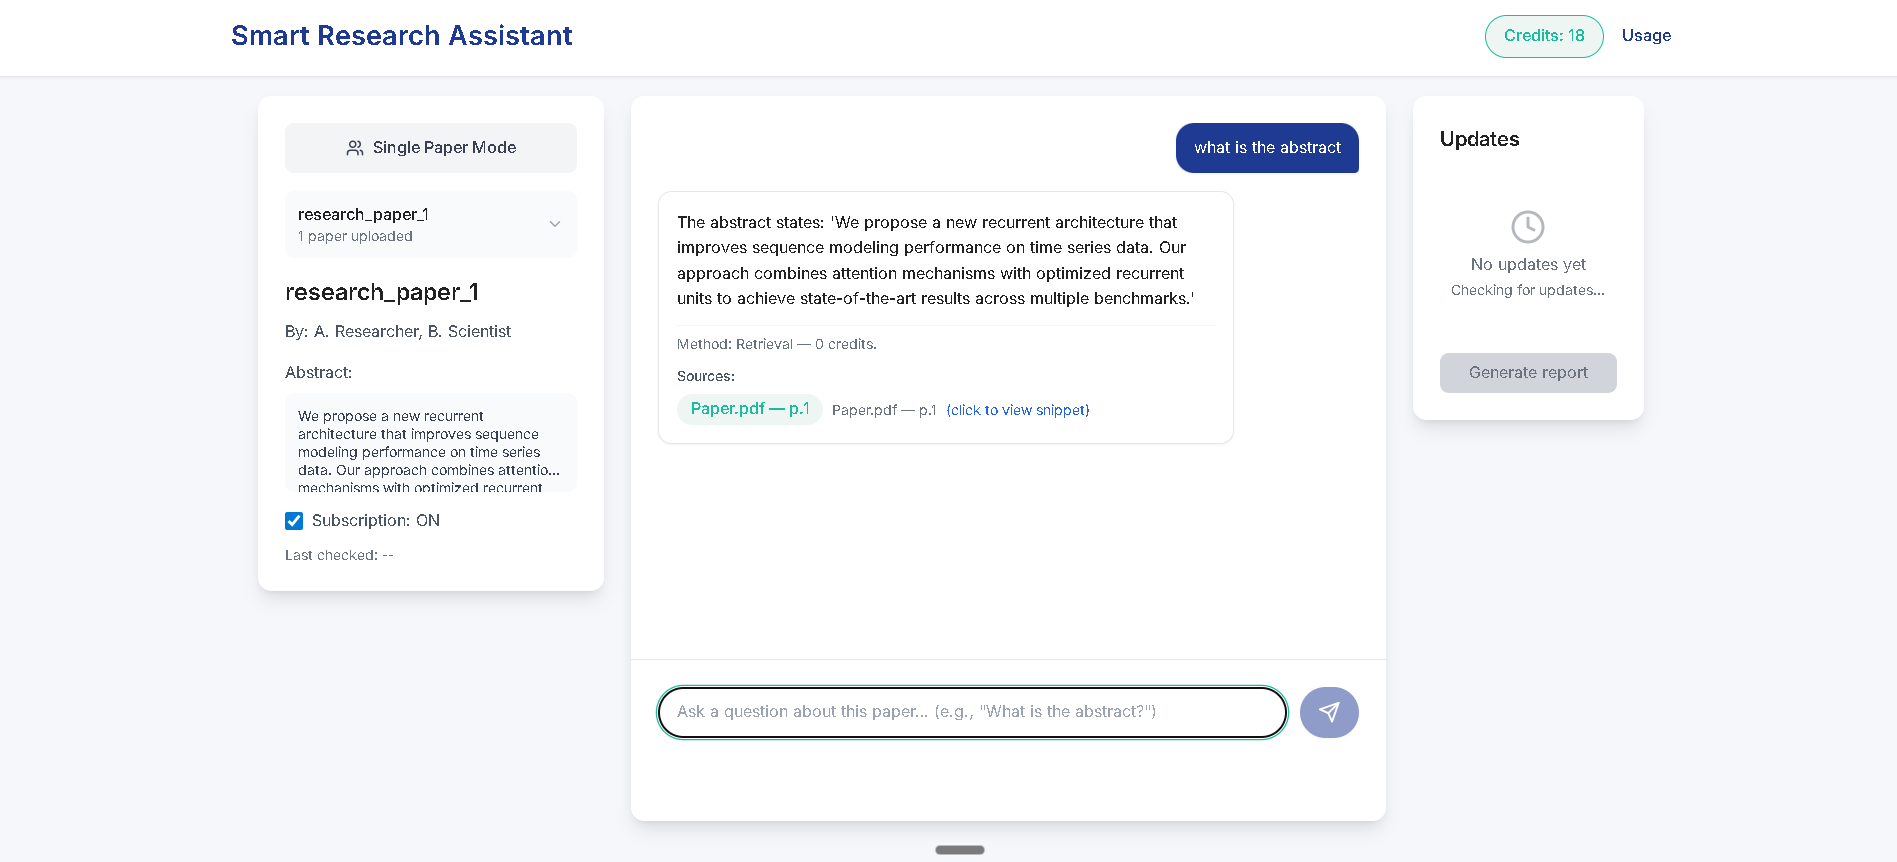 Smart Research Assistant
Credits: 18
Usage
Single Paper Mode
research_paper_1
1 paper uploaded
research_paper_1
By: A. Researcher, B. Scientist
Abstract:
We propose a new recurrent
architecture that improves sequence
modeling performance on time series
data. Our approach combines attentio...
mechanisms with optimized recurrent
Subscription: ON
Last checked: --
what is the abstract
The abstract states: 'We propose a new recurrent architecture that
improves sequence modeling performance on time series data. Our
approach combines attention mechanisms with optimized recurrent
units to achieve state-of-the-art results across multiple benchmarks.'
Method: Retrieval — 0 credits.
Sources:
Paper.pdf — p.1 Paper.pdf — p.1 (click to view snippet)
Ask a question about this paper... (e.g., "What is the abstract?")
Updates
No updates yet
Checking for updates...
Generate report